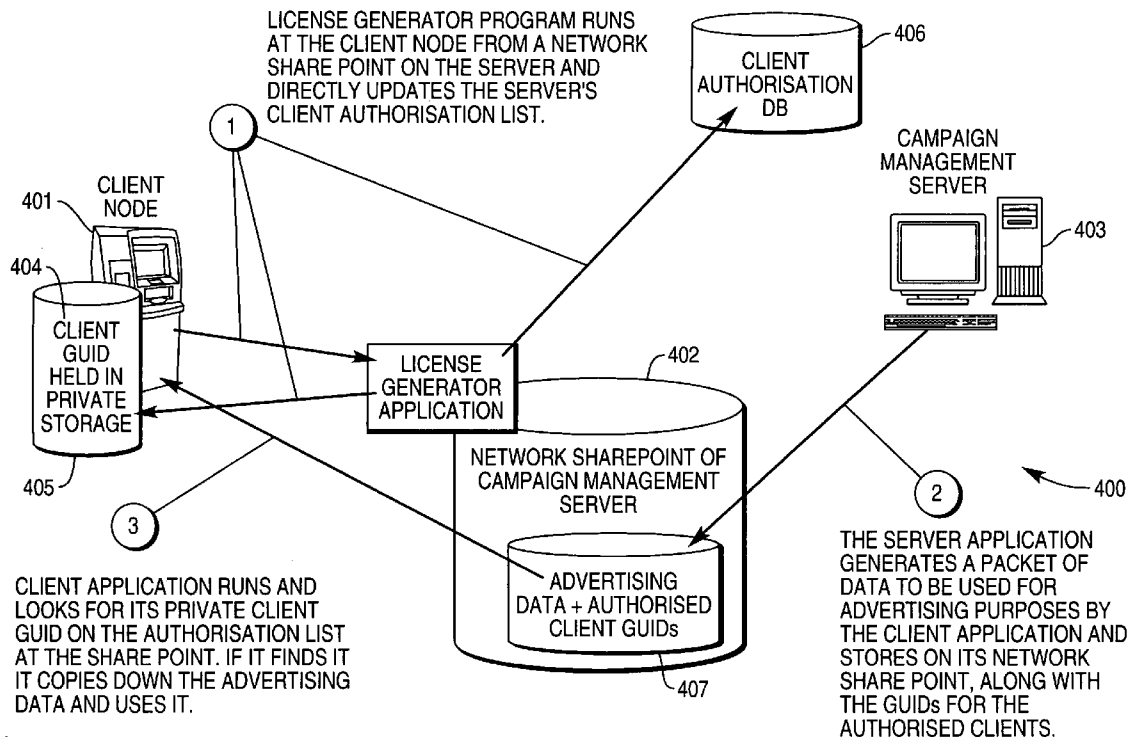 LICENSE GENERATOR PROGRAM RUNS
AT THE CLIENT NODE FROM A NETWORK
SHARE POINT ON THE SERVER AND
DIRECTLY UPDATES THE SERVER'S
CLIENT AUTHORISATION LIST.
406
CLIENT
AUTHORISATION
DB
1
CAMPAIGN
MANAGEMENT
SERVER
403
CLIENT
NODE
401
404
CLIENT
GUID
HELD IN
PRIVATE
STORAGE
405
LICENSE
GENERATOR
APPLICATION
402
NETWORK SHAREPOINT OF
CAMPAIGN MANAGEMENT
SERVER
ADVERTISING
DATA + AUTHORISED
CLIENT GUIDs
407
2
400
3
CLIENT APPLICATION RUNS AND
LOOKS FOR ITS PRIVATE CLIENT
GUID ON THE AUTHORISATION LIST
AT THE SHARE POINT. IF IT FINDS IT
IT COPIES DOWN THE ADVERTISING
DATA AND USES IT.
THE SERVER APPLICATION
GENERATES A PACKET OF
DATA TO BE USED FOR
ADVERTISING PURPOSES BY
THE CLIENT APPLICATION AND
STORES ON ITS NETWORK
SHARE POINT, ALONG WITH
THE GUIDs FOR THE
AUTHORISED CLIENTS.